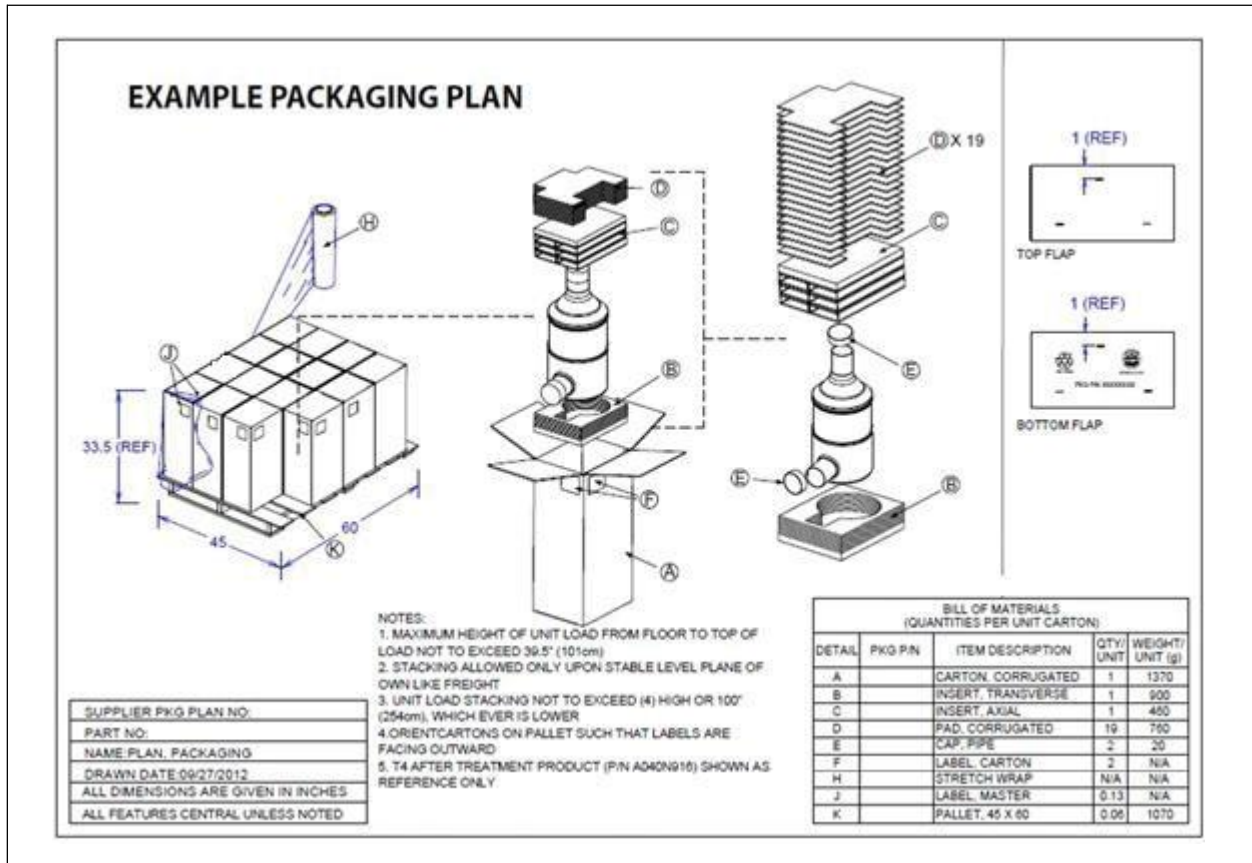 EXAMPLE PACKAGING PLAN
H
J
33.5 (REF)
45
60
K
D
C
B
F
A
D X 19
C
E
E
B
1 (REF)
TOP FLAP
1 (REF)
BOTTOM FLAP
NOTES:
1. MAXIMUM HEIGHT OF UNIT LOAD FROM FLOOR TO TOP OF
LOAD NOT TO EXCEED 39.5" (101cm)
2. STACKING ALLOWED ONLY UPON STABLE LEVEL PLANE OF
OWN LIKE FREIGHT
3. UNIT LOAD STACKING NOT TO EXCEED (4) HIGH OR 100"
(254cm), WHICH EVER IS LOWER
4.ORIENTCARTONS ON PALLET SUCH THAT LABELS ARE
FACING OUTWARD
5. T4 AFTER TREATMENT PRODUCT (P/N A040N916) SHOWN AS
REFERENCE ONLY
SUPPLIER PKG PLAN NO:
PART NO:
NAME:PLAN, PACKAGING
DRAWN DATE:09/27/2012
ALL DIMENSIONS ARE GIVEN IN INCHES
ALL FEATURES CENTRAL UNLESS NOTED
BILL OF MATERIALS
(QUANTITIES PER UNIT CARTON)
DETAIL PKG P/N ITEM DESCRIPTION QTY/ UNIT WEIGHT/ UNIT (g)
A CARTON, CORRUGATED 1 1370
B INSERT, TRANSVERSE 1 900
C INSERT, AXIAL 1 460
D PAD, CORRUGATED 19 760
E CAP, PIPE 2 20
F LABEL, CARTON 2 N/A
H STRETCH WRAP N/A N/A
J LABEL, MASTER 0.13 N/A
K PALLET, 45 X 60 0.06 1070